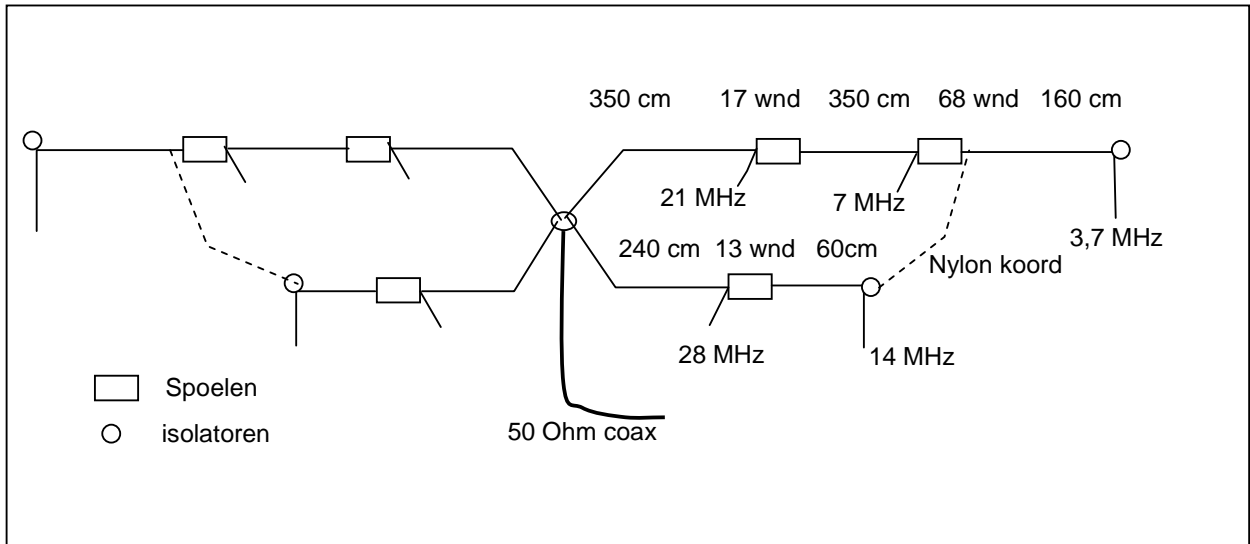 350 cm 17 wnd 350 cm 68 wnd 160 cm
21 MHz 7 MHz
3,7 MHz
240 cm 13 wnd 60cm
Nylon koord
28 MHz 14 MHz
Spoelen
isolatoren
50 Ohm coax